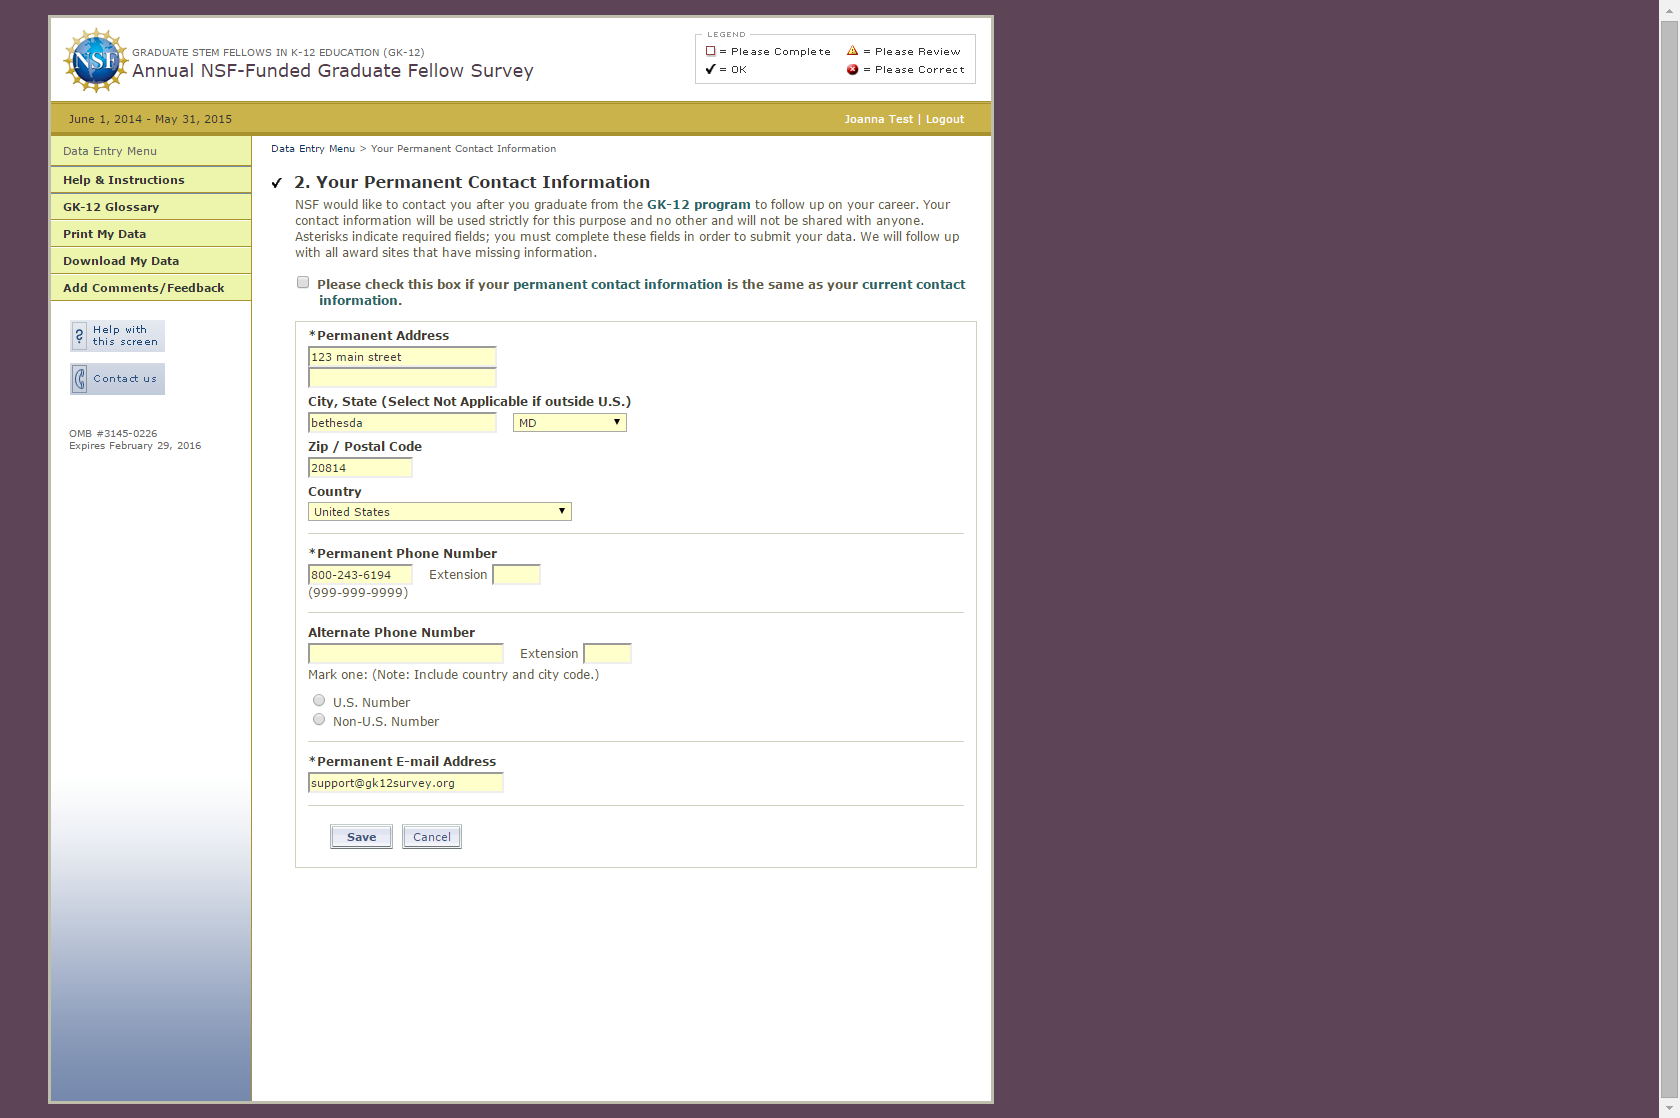 NSF
GRADUATE STEM FELLOWS IN K-12 EDUCATION (GK-12)
Annual NSF-Funded Graduate Fellow Survey
LEGEND
= Please Complete
= Please Review
= OK
= Please Correct
June 1, 2014 - May 31, 2015
Joanna Test | Logout
Data Entry Menu
Help & Instructions
GK-12 Glossary
Print My Data
Download My Data
Add Comments/Feedback
? Help with
this screen
Contact us
OMB #3145-0226
Expires February 29, 2016
Data Entry Menu > Your Permanent Contact Information
2. Your Permanent Contact Information
NSF would like to contact you after you graduate from the GK-12 program to follow up on your career. Your
contact information will be used strictly for this purpose and no other and will not be shared with anyone.
Asterisks indicate required fields; you must complete these fields in order to submit your data. We will follow up
with all award sites that have missing information.
Please check this box if your permanent contact information is the same as your current contact
information.
*Permanent Address
123 main street
City, State (Select Not Applicable if outside U.S.)
bethesda
MD
Zip / Postal Code
20814
Country
United States
*Permanent Phone Number
800-243-6194 Extension
(999-999-9999)
Alternate Phone Number
Extension
Mark one: (Note: Include country and city code.)
U.S. Number
Non-U.S. Number
*Permanent E-mail Address
support@gk12survey.org
Save
Cancel